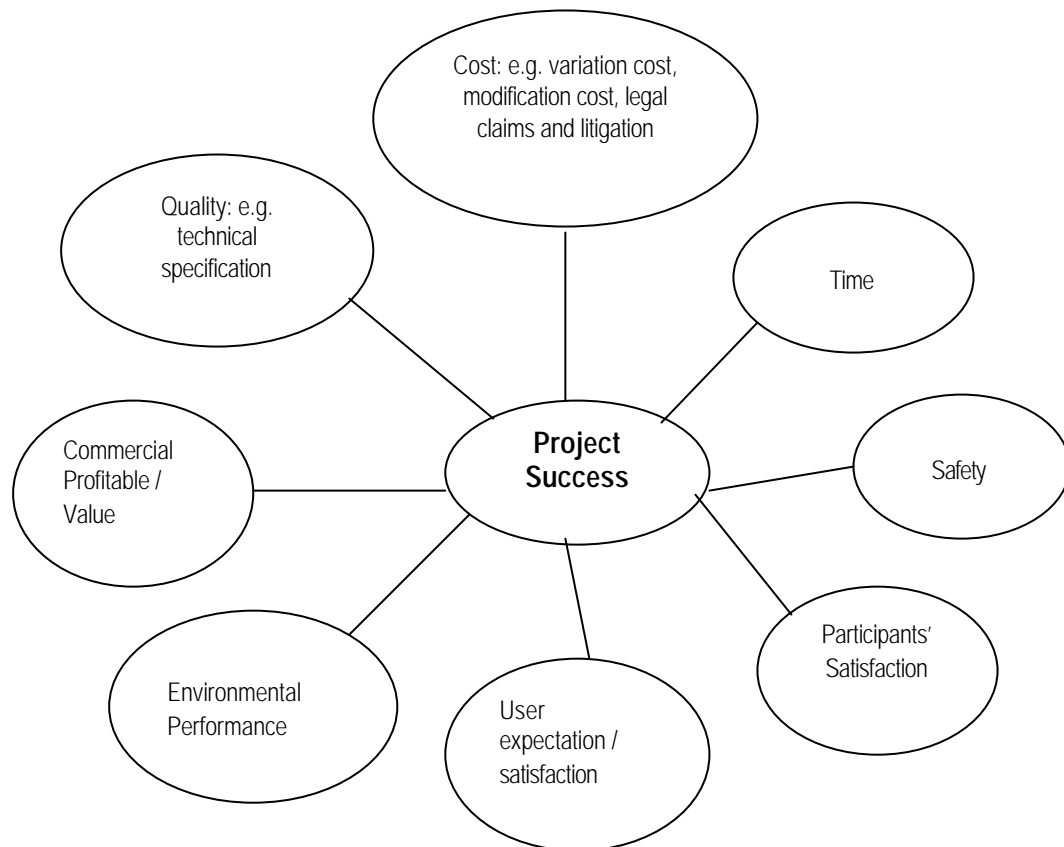 Cost: e.g. variation cost,
modification cost, legal
claims and litigation
Quality: e.g.
technical
specification
Time
Project
Success
Commercial
Profitable /
Value
Safety
Participants’
Satisfaction
Environmental
Performance
User
expectation /
satisfaction